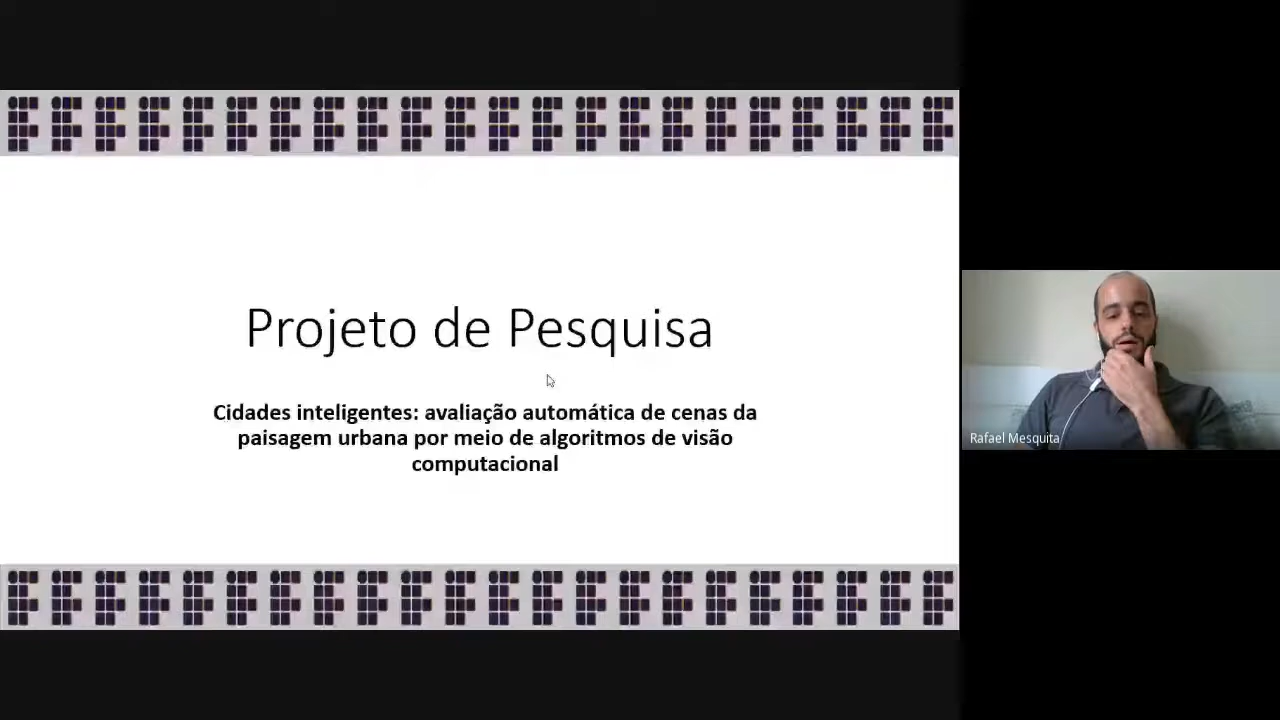 Projeto de Pesquisa
Cidades inteligentes: avaliação automática de cenas da
paisagem urbana por meio de algoritmos de visão
computacional
Rafael Mesquita